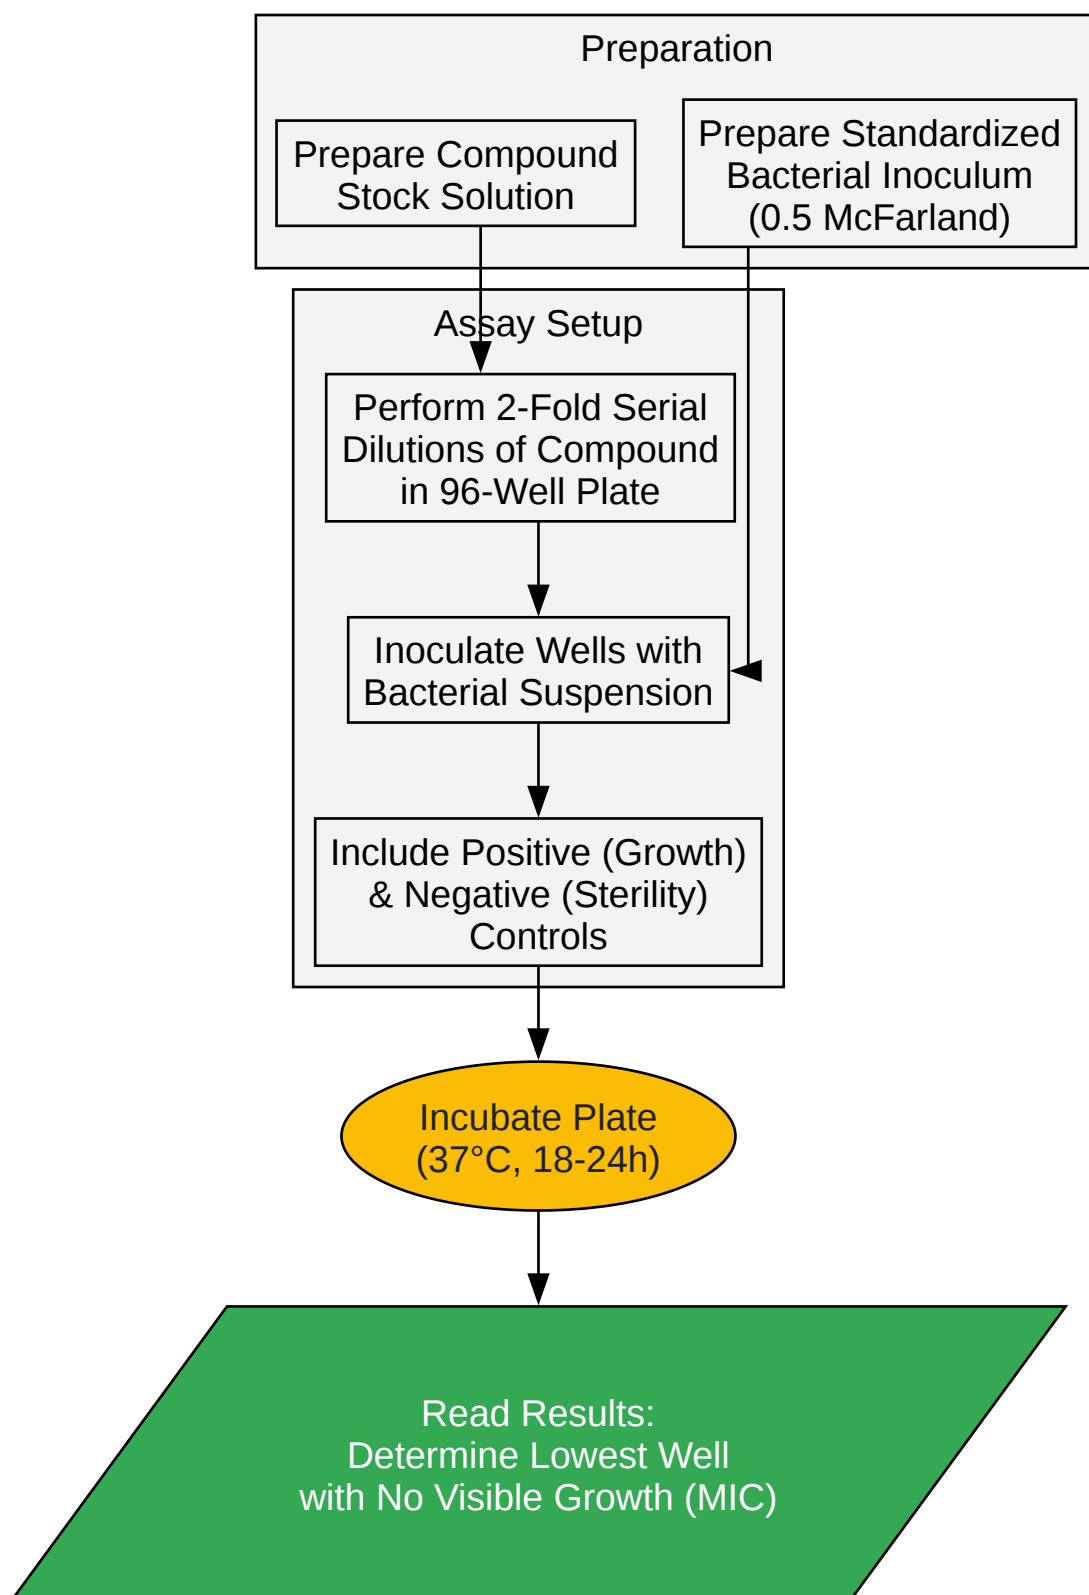 Preparation
Prepare Compound
Stock Solution
Prepare Standardized
Bacterial Inoculum
(0.5 McFarland)
Assay Setup
Perform 2-Fold Serial
Dilutions of Compound
in 96-Well Plate
Inoculate Wells with
Bacterial Suspension
Include Positive (Growth)
& Negative (Sterility)
Controls
Incubate Plate
(37°C, 18-24h)
Read Results:
Determine Lowest Well
with No Visible Growth (MIC)